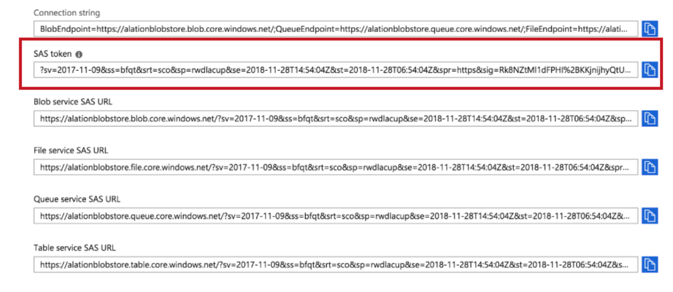 Connection string
BlobEndpoint=https://alationblobstore.blob.core.windows.net/;QueueEndpoint=https://alationblobstore.queue.core.windows.net/;FileEndpoint=https://alati...
SAS token
?sv=2017-11-09&ss=bfqt&srt=sco&sp=rwdlacup&se=2018-11-28T14:54:04Z&st=2018-11-28T06:54:04Z&spr=https&sig=Rk8NZtMl1dFPHl%2BKKjnijhyQtU...
Blob service SAS URL
https://alationblobstore.blob.core.windows.net/?sv=2017-11-09&ss=bfqt&srt=sco&sp=rwdlacup&se=2018-11-28T14:54:04Z&st=2018-11-28T06:54:04Z&sp...
File service SAS URL
https://alationblobstore.file.core.windows.net/?sv=2017-11-09&ss=bfqt&srt=sco&sp=rwdlacup&se=2018-11-28T14:54:04Z&st=2018-11-28T06:54:04Z&spr...
Queue service SAS URL
https://alationblobstore.queue.core.windows.net/?sv=2017-11-09&ss=bfqt&srt=sco&sp=rwdlacup&se=2018-11-28T14:54:04Z&st=2018-11-28T06:54:04Z&...
Table service SAS URL
https://alationblobstore.table.core.windows.net/?sv=2017-11-09&ss=bfqt&srt=sco&sp=rwdlacup&se=2018-11-28T14:54:04Z&st=2018-11-28T06:54:04Z&s...